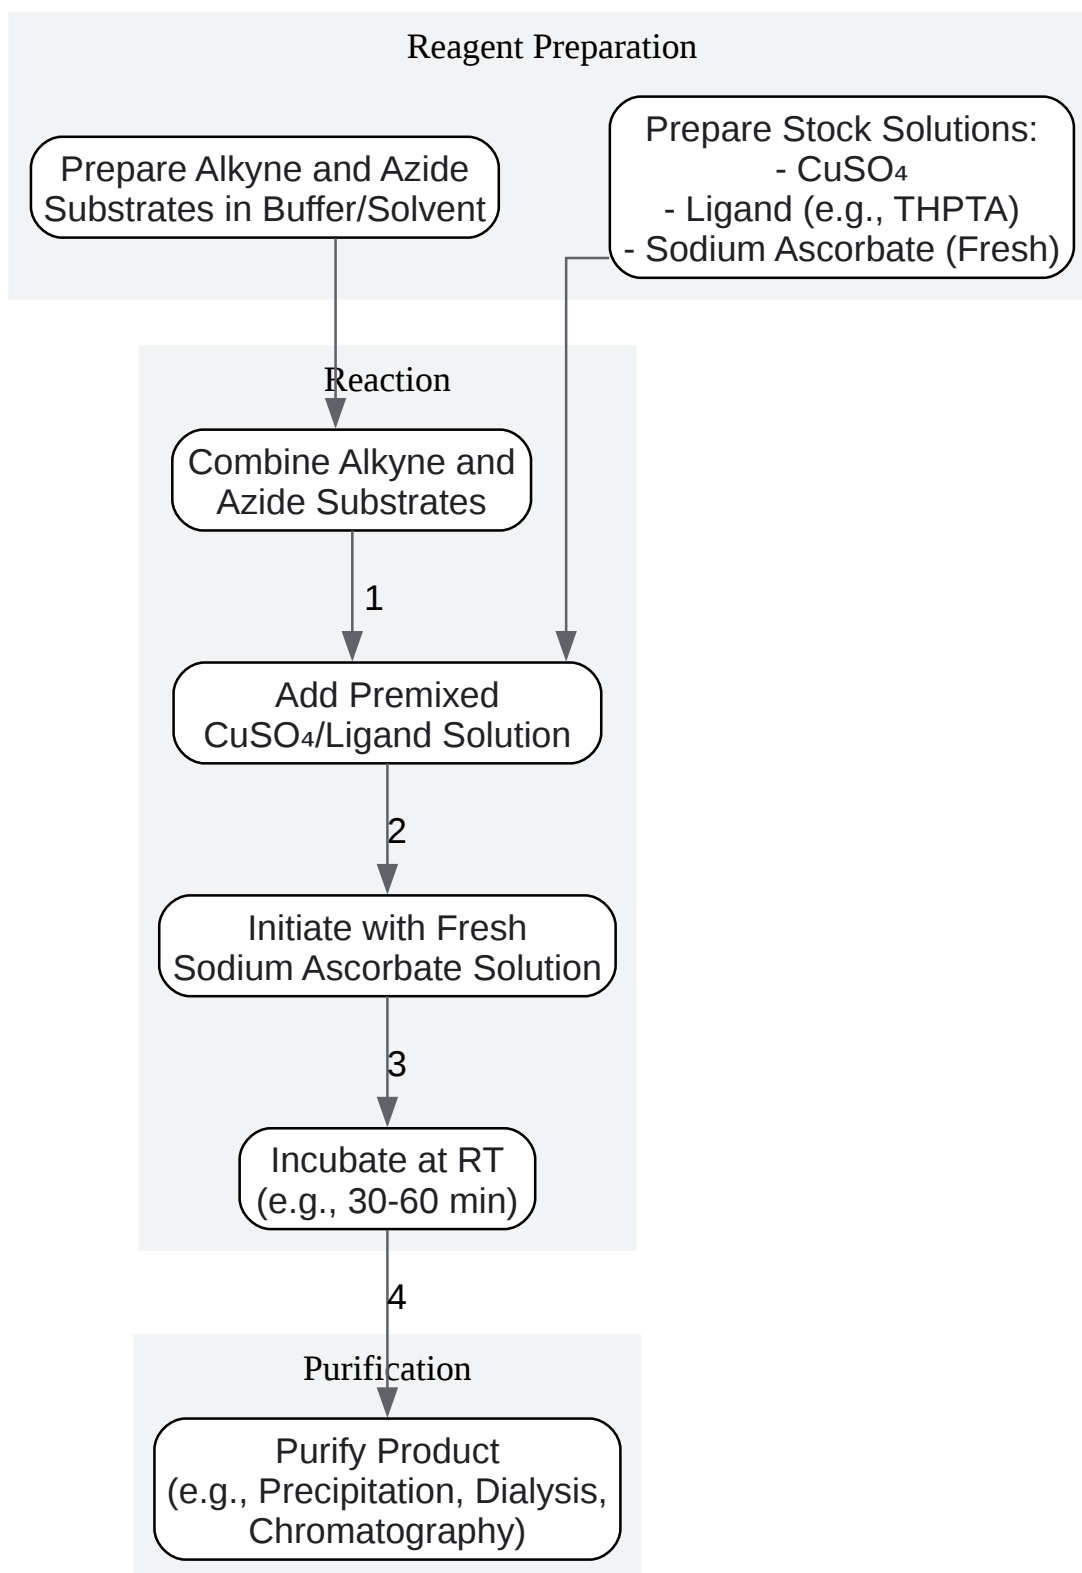 Reagent Preparation
Prepare Alkyne and Azide
Substrates in Buffer/Solvent
Prepare Stock Solutions:
- CuSO₄
- Ligand (e.g., THPTA)
- Sodium Ascorbate (Fresh)
Reaction
Combine Alkyne and
Azide Substrates
1
Add Premixed
CuSO₄/Ligand Solution
2
Initiate with Fresh
Sodium Ascorbate Solution
3
Incubate at RT
(e.g., 30-60 min)
4
Purification
Purify Product
(e.g., Precipitation, Dialysis,
Chromatography)